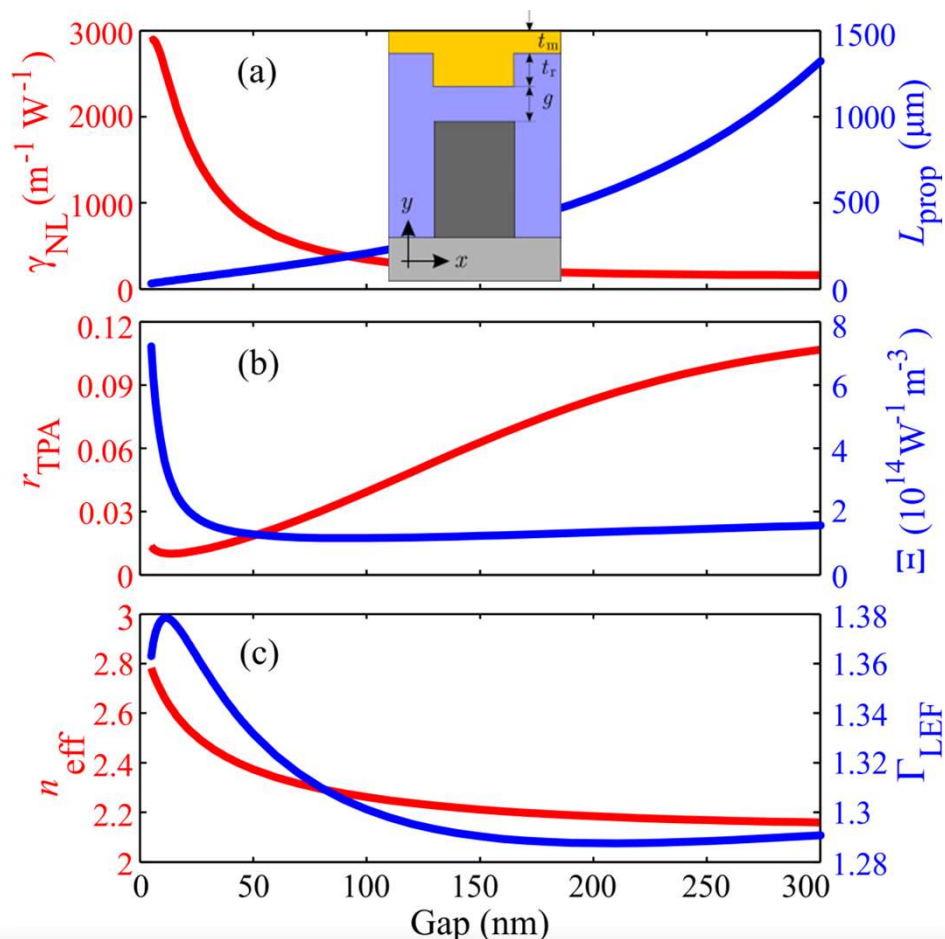 3000
2000
1000
0
γNL (m⁻¹ W⁻¹)
(a)
tm
tr
g
y
x
1500
1000
500
0
Lprop (μm)
0.12
0.09
0.06
0.03
0
rTPA
(b)
8
6
4
2
0
Ξ (10¹⁴W⁻¹m⁻³)
3
2.8
2.6
2.4
2.2
2
neff
(c)
1.38
1.36
1.34
1.32
1.3
1.28
ΓLEF
0 50 100 150 200 250 300
Gap (nm)